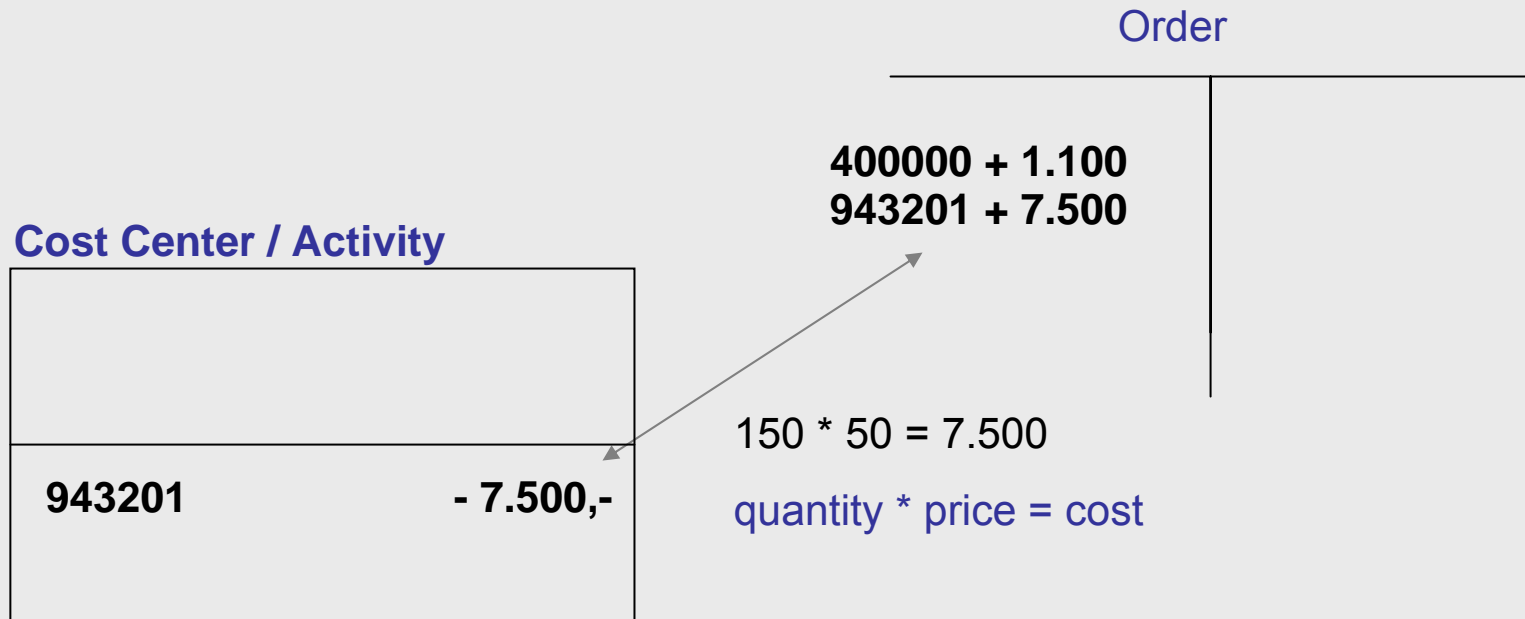 Order
400000 + 1.100
943201 + 7.500
Cost Center / Activity
150 * 50 = 7.500
943201 - 7.500,-
quantity * price = cost